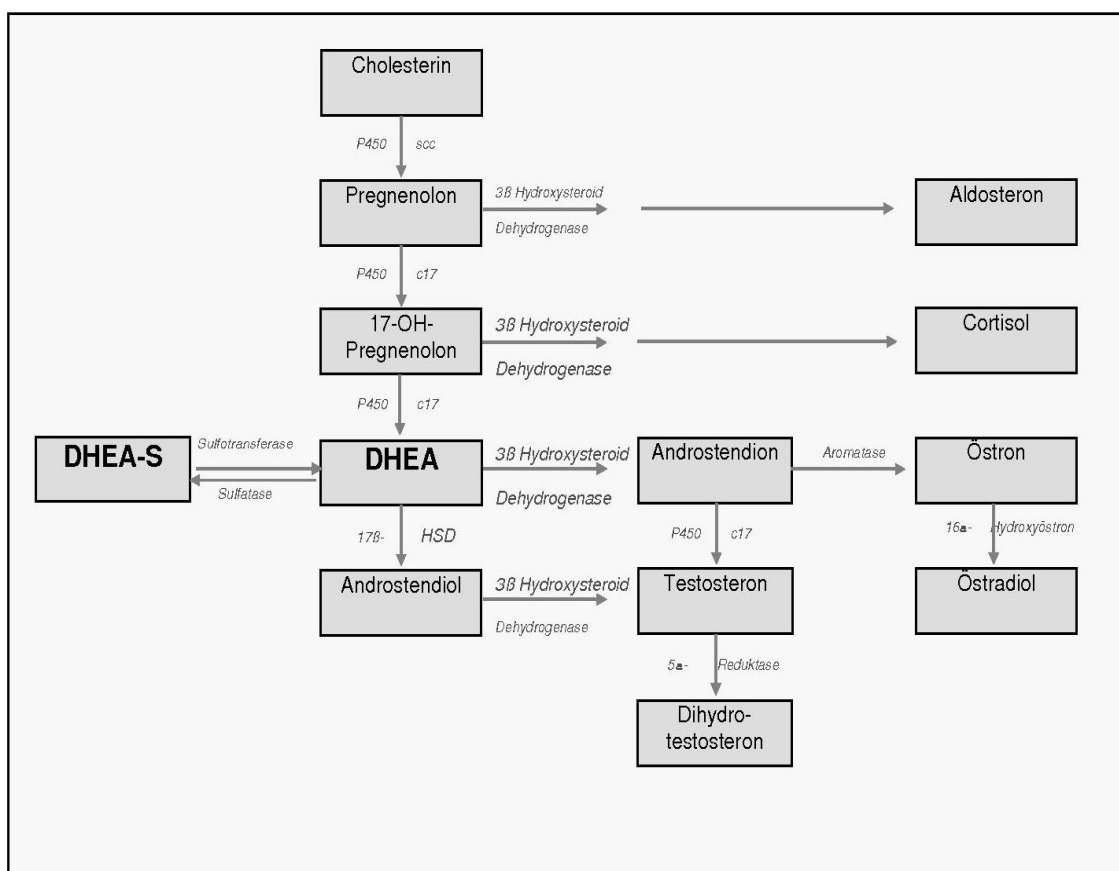 Cholesterin
P450 scc
Pregnenolon
3ß Hydroxysteroid
Dehydrogenase
Aldosteron
P450 c17
17-OH-
Pregnenolon
3ß Hydroxysteroid
Dehydrogenase
Cortisol
P450 c17
DHEA-S
Sulfotransferase
Sulfatase
DHEA
3ß Hydroxysteroid
Dehydrogenase
Androstendion
Aromatase
Östron
17ß- HSD
P450 c17
16a- Hydroxyöstron
Androstendiol
3ß Hydroxysteroid
Dehydrogenase
Testosteron
Östradiol
5a- Reduktase
Dihydro-
testosteron